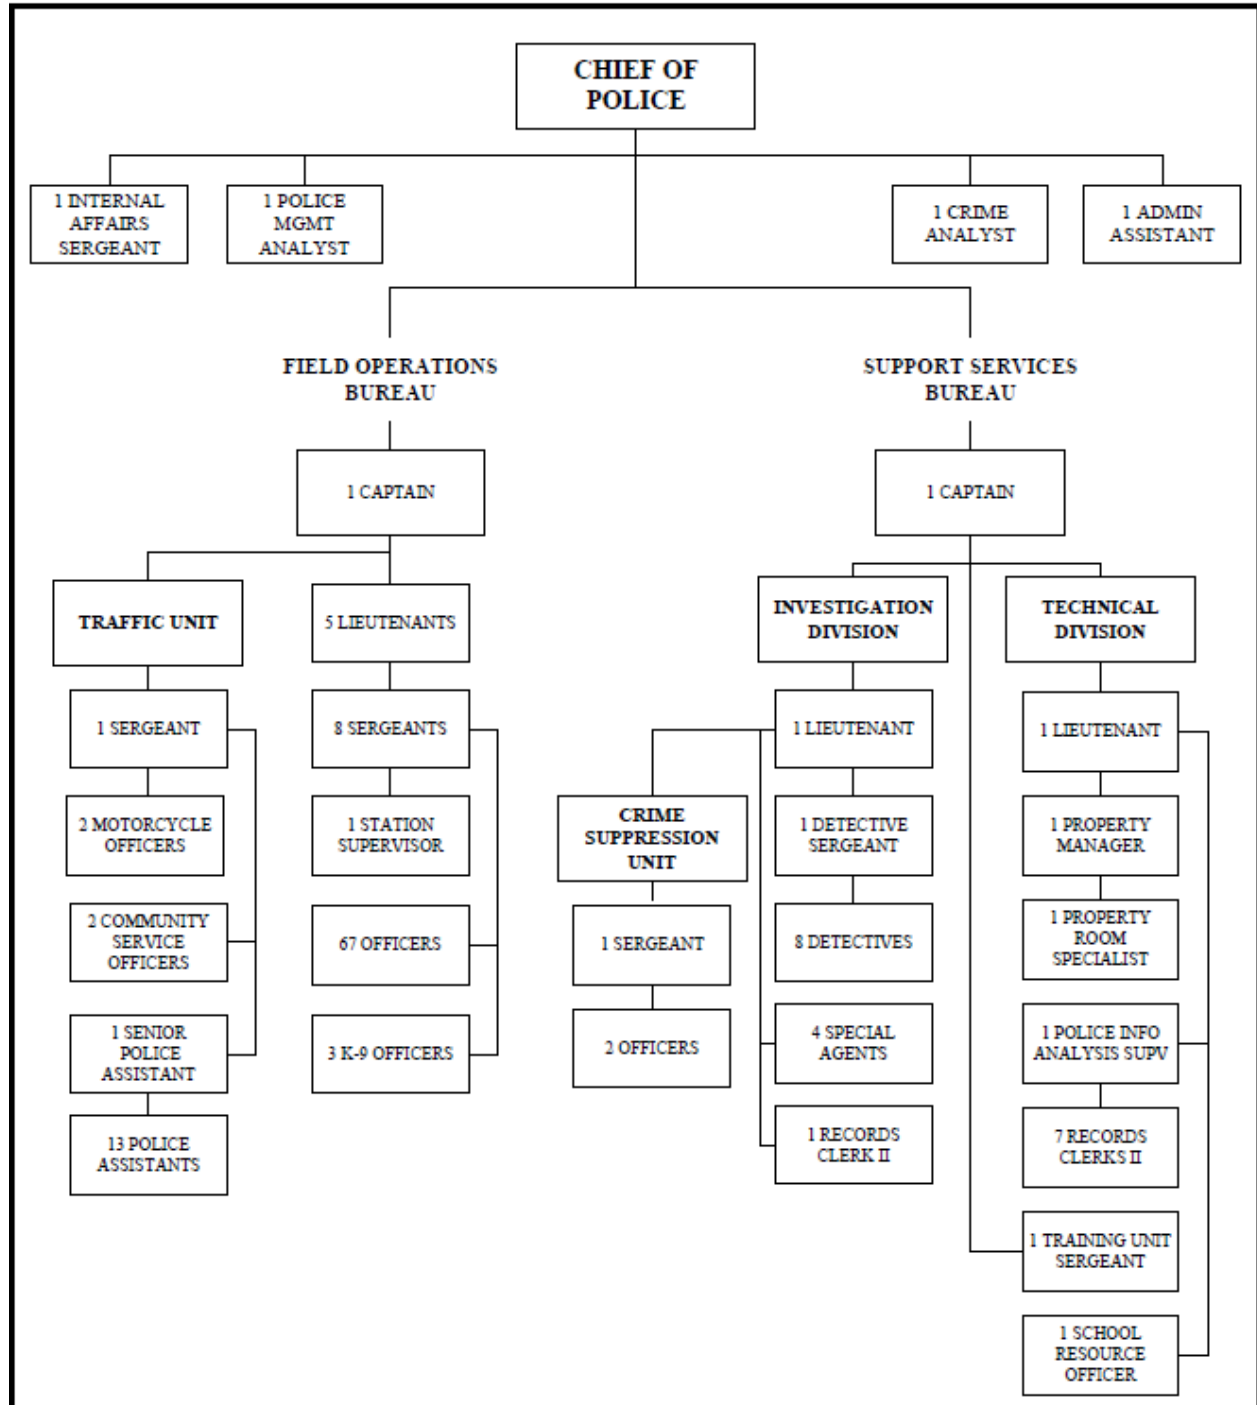 CHIEF OF
POLICE
1 INTERNAL
AFFAIRS
SERGEANT
1 POLICE
MGMT
ANALYST
1 CRIME
ANALYST
1 ADMIN
ASSISTANT
FIELD OPERATIONS
BUREAU
SUPPORT SERVICES
BUREAU
1 CAPTAIN
1 CAPTAIN
TRAFFIC UNIT
5 LIEUTENANTS
INVESTIGATION
DIVISION
TECHNICAL
DIVISION
1 SERGEANT
8 SERGEANTS
1 LIEUTENANT
1 LIEUTENANT
2 MOTORCYCLE
OFFICERS
1 STATION
SUPERVISOR
CRIME
SUPPRESSION
UNIT
1 DETECTIVE
SERGEANT
1 PROPERTY
MANAGER
2 COMMUNITY
SERVICE
OFFICERS
67 OFFICERS
1 SERGEANT
8 DETECTIVES
1 PROPERTY
ROOM
SPECIALIST
1 SENIOR
POLICE
ASSISTANT
3 K-9 OFFICERS
2 OFFICERS
4 SPECIAL
AGENTS
1 POLICE INFO
ANALYSIS SUPV
13 POLICE
ASSISTANTS
1 RECORDS
CLERK II
7 RECORDS
CLERKS II
1 TRAINING UNIT
SERGEANT
1 SCHOOL
RESOURCE
OFFICER